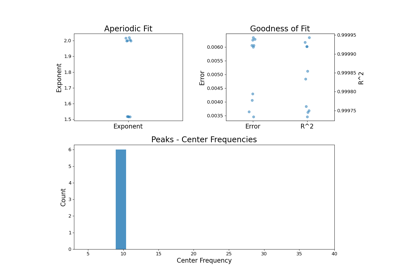 Aperiodic Fit
2.0
1.9
1.8
1.7
1.6
1.5
Exponent
Exponent
Goodness of Fit
0.0060
0.0055
0.0050
0.0045
0.0040
0.0035
Error
Error
R^2
0.99995
0.99990
0.99985
0.99980
0.99975
R^2
Peaks - Center Frequencies
6
5
4
3
2
1
0
Count
5 10 15 20 25 30 35 40
Center Frequency